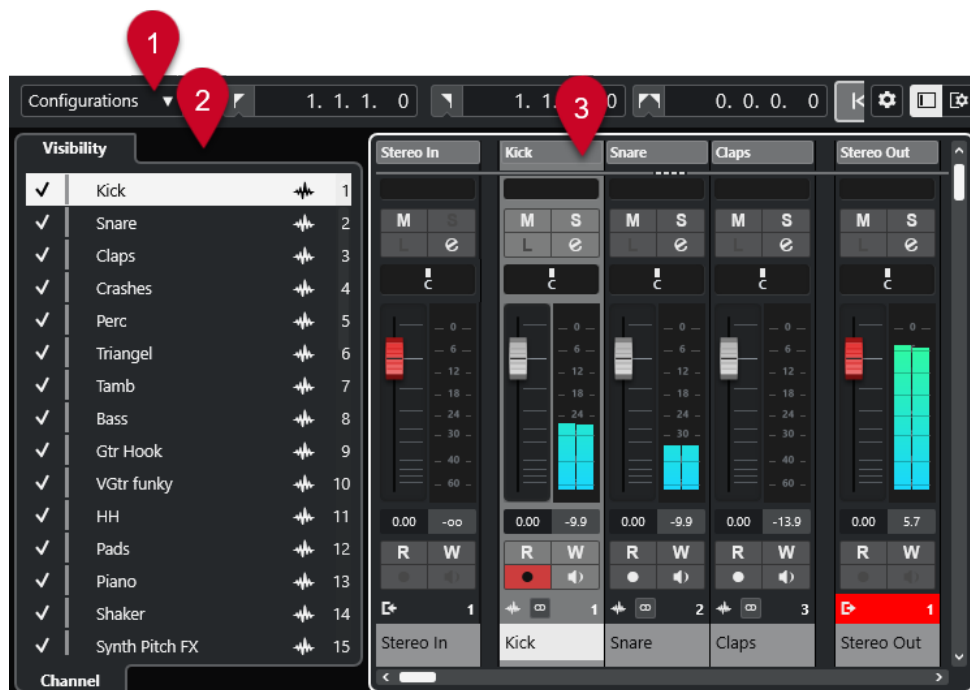 1
2
3
Configurations 1. 1. 1. 0 1. 1. 0 0. 0. 0. 0
Visibility
Kick 1
Snare 2
Claps 3
Crashes 4
Perc 5
Triangel 6
Tamb 7
Bass 8
Gtr Hook 9
VGtr funky 10
HH 11
Pads 12
Piano 13
Shaker 14
Synth Pitch FX 15
Channel
Stereo In Kick Snare Claps Stereo Out
M S M S M S M S M S
L e L e L e L e L e
C C C C C
0 0 0 0 0
6 6 6 6 6
12 12 12 12 12
18 18 18 18 18
24 24 24 24 24
30 30 30 30 30
40 40 40 40 40
60 60 60 60 60
0.00 -oo 0.00 -9.9 0.00 -9.9 0.00 -13.9 0.00 5.7
R W R W R W R W R W
1 1 2 3 1
Stereo In Kick Snare Claps Stereo Out